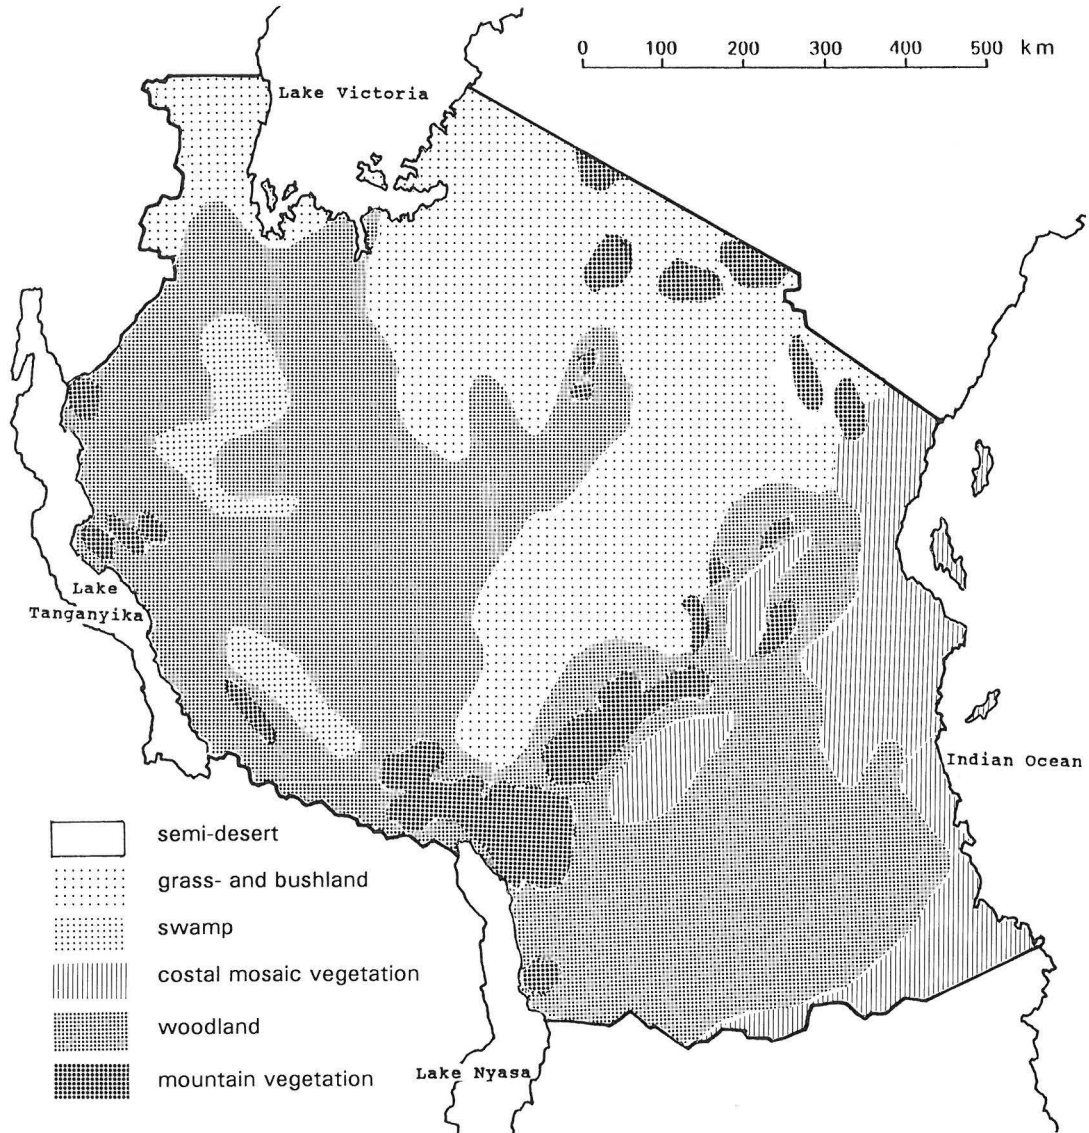 0 100 200 300 400 500 km
Lake Victoria
Lake
Tanganyika
Indian Ocean
semi-desert
grass- and bushland
swamp
costal mosaic vegetation
woodland
mountain vegetation
Lake Nyasa